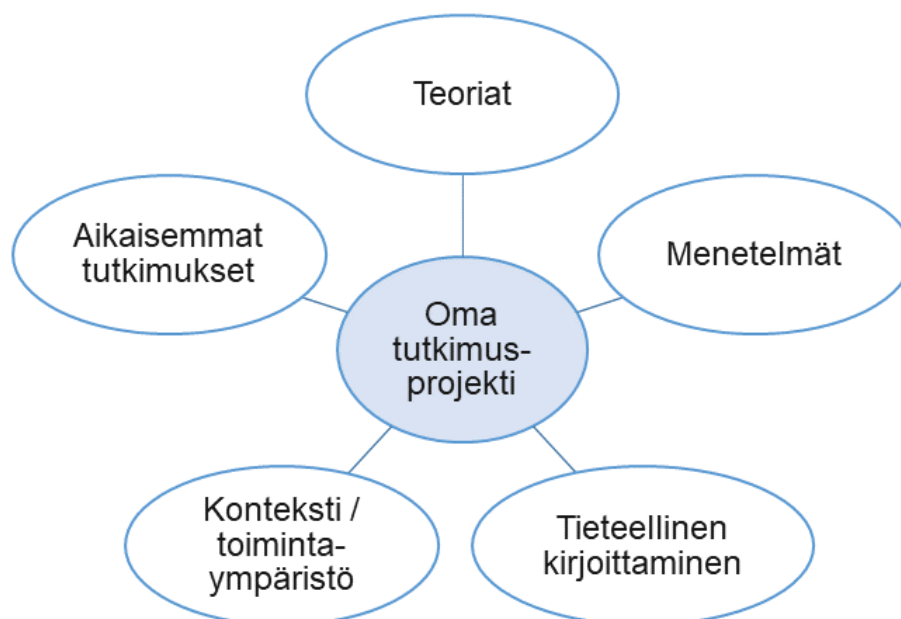 Teoriat
Aikaisemmat
tutkimukset
Menetelmät
Oma
tutkimus-
projekti
Konteksti /
toiminta-
ympäristö
Tieteellinen
kirjoittaminen